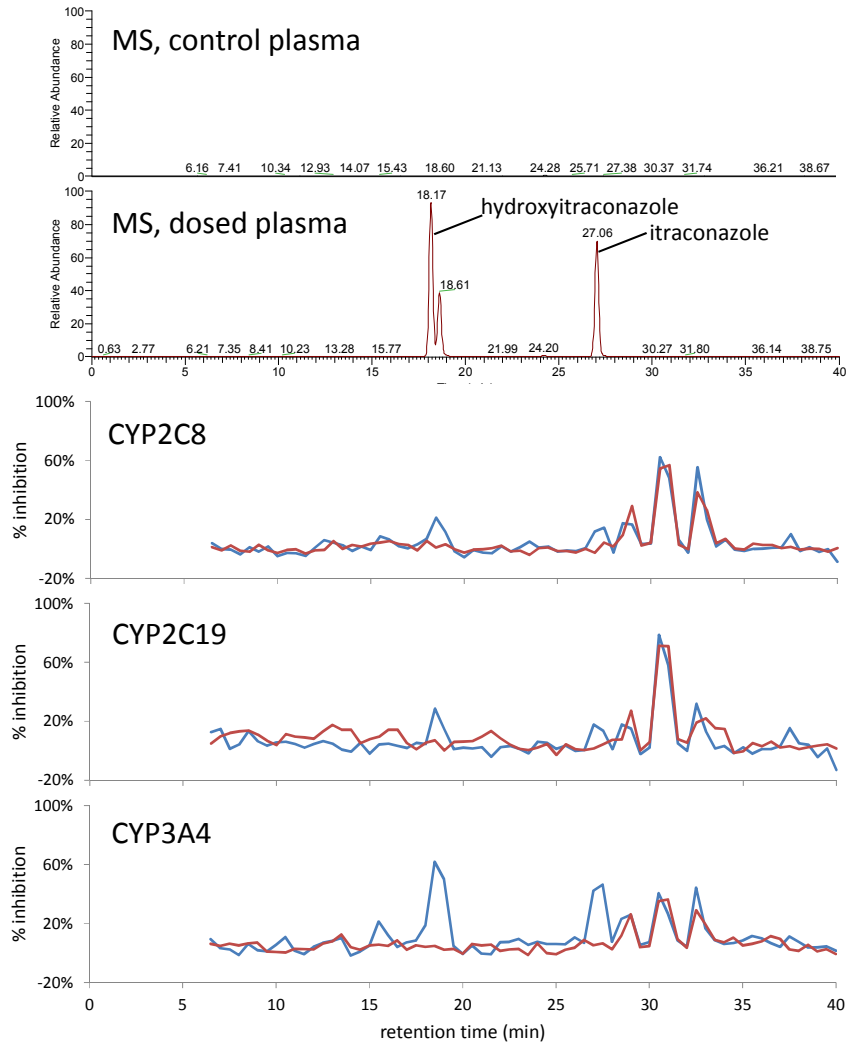 MS, control plasma
Relative Abundance
100
80
60
40
20
0
6.16 7.41 10.34 12.93 14.07 15.43 18.60 21.13 24.28 25.71 27.38 30.37 31.74 36.21 38.67
MS, dosed plasma
Relative Abundance
100
80
60
40
20
0
18.17
hydroxyitraconazole
27.06
itraconazole
18.61
0.63 2.77 6.21 7.35 8.41 10.23 13.28 15.77 21.99 24.20 30.27 31.80 36.14 38.75
0 5 10 15 20 25 30 35 40
CYP2C8
% inhibition
100%
60%
20%
-20%
CYP2C19
% inhibition
100%
60%
20%
-20%
CYP3A4
% inhibition
100%
60%
20%
-20%
0 5 10 15 20 25 30 35 40
retention time (min)